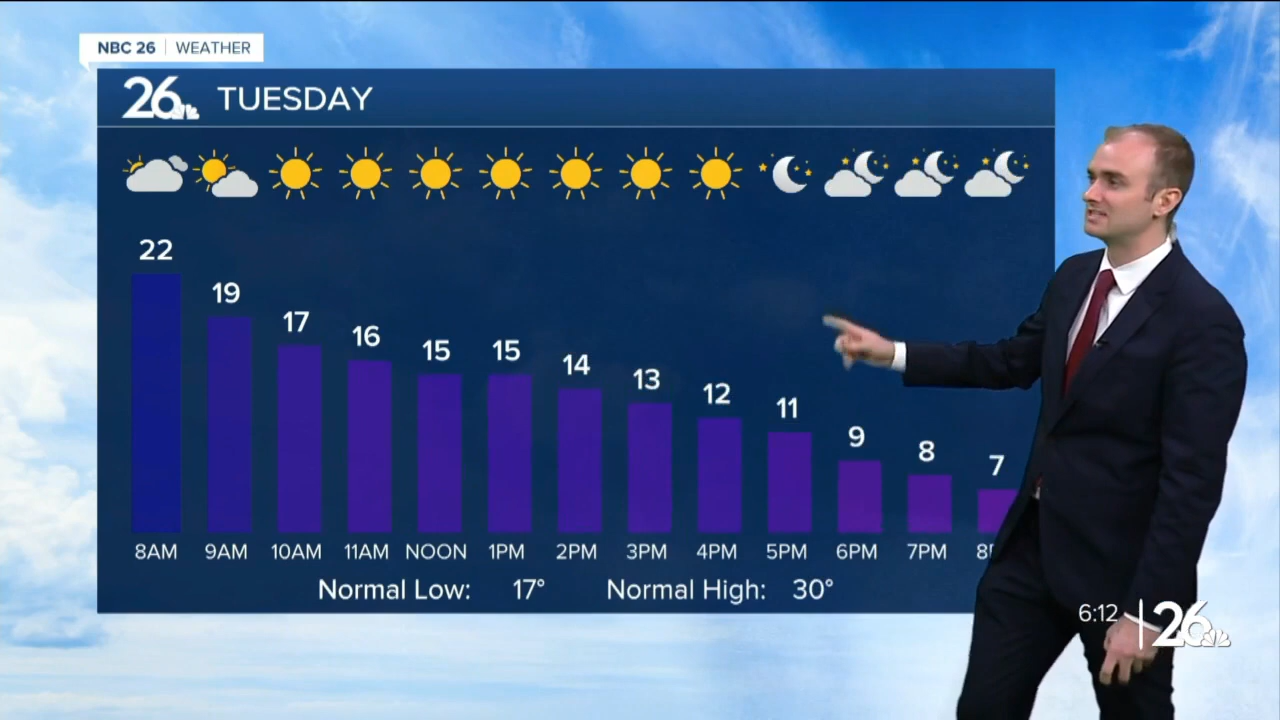 NBC 26 | WEATHER
26 TUESDAY
22 19 17 16 15 15 14 13 12 11 9 8 7
8AM 9AM 10AM 11AM NOON 1PM 2PM 3PM 4PM 5PM 6PM 7PM
Normal Low: 17° Normal High: 30°
6:12 | 26